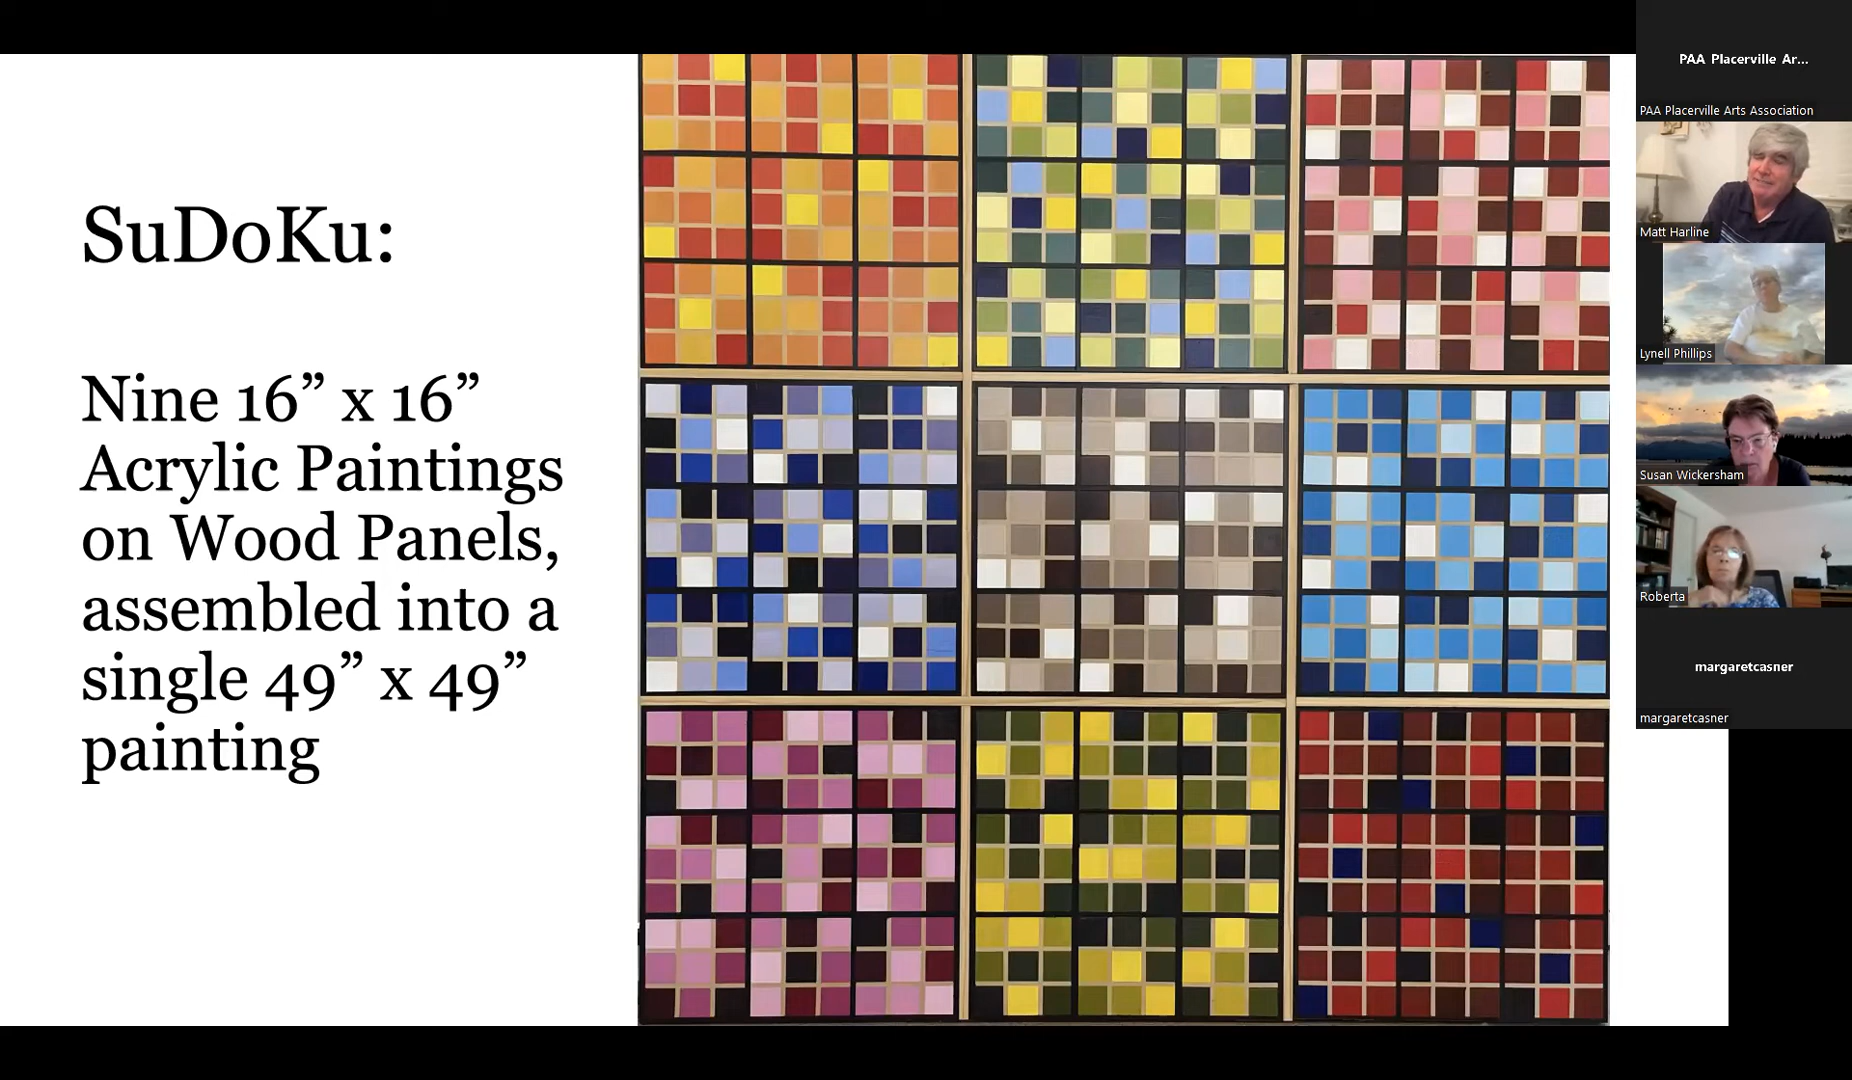 SuDoKu:
Nine 16” x 16”
Acrylic Paintings
on Wood Panels,
assembled into a
single 49” x 49”
painting
PAA Placerville Ar...
PAA Placerville Arts Association
Matt Harline
Lynell Phillips
Susan Wickersham
Roberta
margaretcasner
margaretcasner